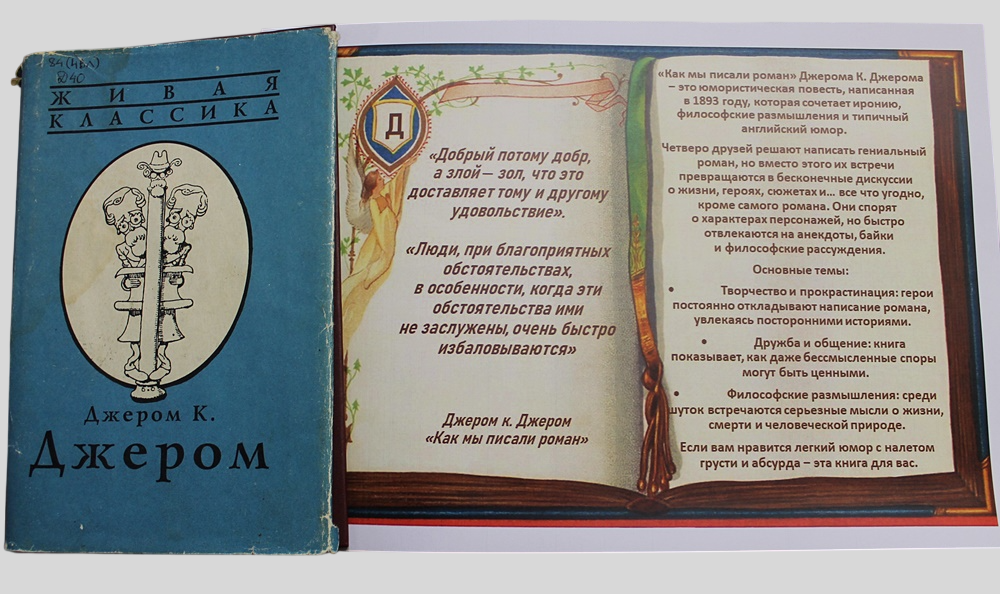 84(4Вл)
Д40
ЖИВАЯ
КЛАССИКА
Джером К.
Джером
Д
«Добрый потому добр,
а злой – зол, что это
доставляет тому и другому
удовольствие».
«Люди, при благоприятных
обстоятельствах,
в особенности, когда эти
обстоятельства ими
не заслужены, очень быстро
избаловываются»
Джером к. Джером
«Как мы писали роман»
«Как мы писали роман» Джерома К. Джерома
– это юмористическая повесть, написанная
в 1893 году, которая сочетает иронию,
философские размышления и типичный
английский юмор.
Четверо друзей решают написать гениальный
роман, но вместо этого их встречи
превращаются в бесконечные дискуссии
о жизни, героях, сюжетах и... все что угодно,
кроме самого романа. Они спорят
о характерах персонажей, но быстро
отвлекаются на анекдоты, байки
и философские рассуждения.
Основные темы:
• Творчество и прокрастинация: герои
постоянно откладывают написание романа,
увлекаясь посторонними историями.
• Дружба и общение: книга
показывает, как даже бессмысленные споры
могут быть ценными.
• Философские размышления: среди
шуток встречаются серьезные мысли о жизни,
смерти и человеческой природе.
Если вам нравится легкий юмор с налетом
грусти и абсурда – эта книга для вас.